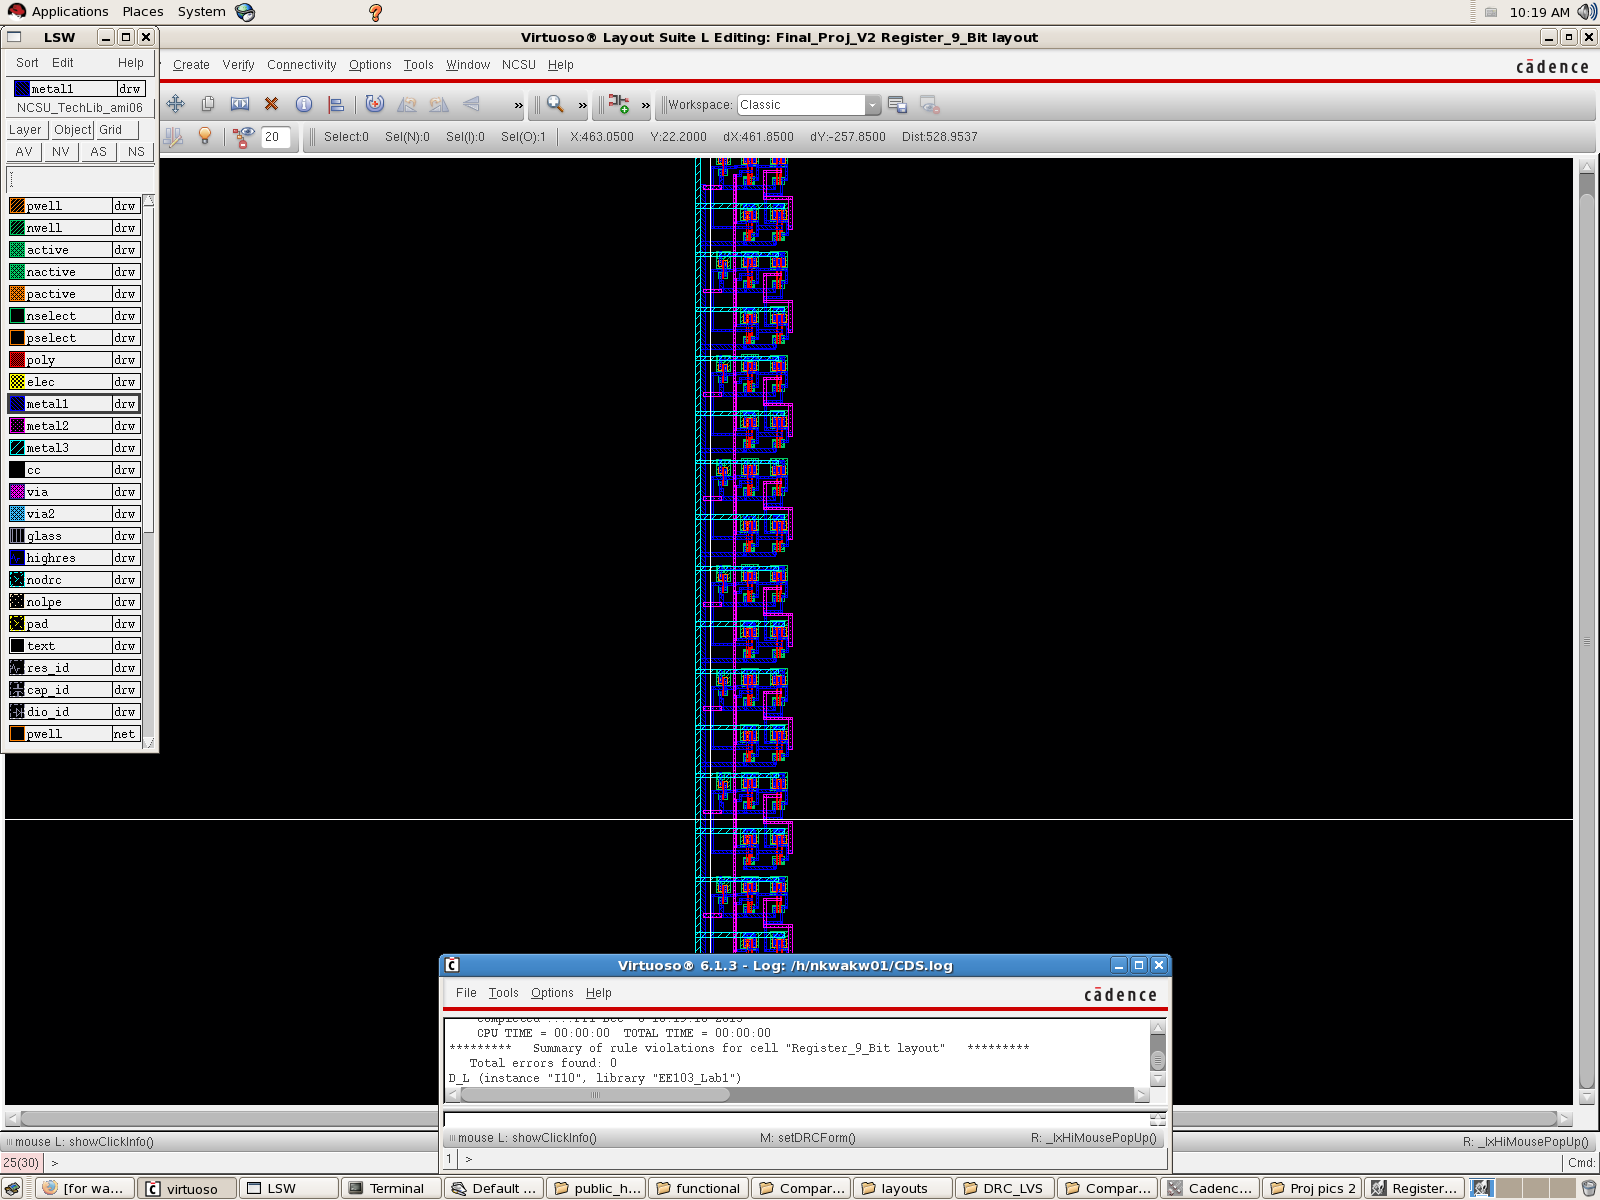 Applications Places System 10:19 AM
LSW
Virtuoso® Layout Suite L Editing: Final_Proj_V2 Register_9_Bit layout
Sort Edit Help
Create Verify Connectivity Options Tools Window NCSU Help
cādence
metal1 drw
NCSU_TechLib_ami06
» » » Workspace: Classic
Layer Object Grid
20 Select:0 Sel(N):0 Sel(I):0 Sel(O):1 X:463.0500 Y:22.2000 dX:461.8500 dY:-257.8500 Dist:528.9537
AV NV AS NS
pwell drw
nwell drw
active drw
nactive drw
pactive drw
nselect drw
pselect drw
poly drw
elec drw
metal1 drw
metal2 drw
metal3 drw
cc drw
via drw
via2 drw
glass drw
highres drw
nodrc drw
nolpe drw
pad drw
text drw
res_id drw
cap_id drw
dio_id drw
pwell net
Virtuoso® 6.1.3 - Log: /h/nkwakw01/CDS.log
File Tools Options Help
cādence
CPU TIME = 00:00:00 TOTAL TIME = 00:00:00
********* Summary of rule violations for cell "Register_9_Bit layout" *********
Total errors found: 0
D_L (instance "I10", library "EE103_Lab1")
mouse L: showClickInfo() M: setDRCForm() R: _lxHiMousePopUp()
1 >
mouse L: showClickInfo() R: _lxHiMousePopUp()
25(30) > Cmd:
[for wa... virtuoso LSW Terminal Default ... public_h... functional Compar... layouts DRC_LVS Compar... Cadenc... Proj pics 2 Register...